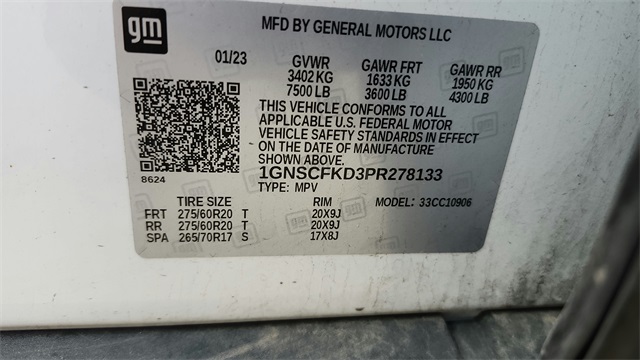 gm
MFD BY GENERAL MOTORS LLC
01/23 GVWR GAWR FRT GAWR RR
3402 KG 1633 KG 1950 KG
7500 LB 3600 LB 4300 LB
THIS VEHICLE CONFORMS TO ALL
APPLICABLE U.S. FEDERAL MOTOR
VEHICLE SAFETY STANDARDS IN EFFECT
ON THE DATE OF MANUFACTURE
SHOWN ABOVE.
8624 1GNSCFKD3PR278133
TYPE: MPV
TIRE SIZE RIM MODEL: 33CC10906
FRT 275/60R20 T 20X9J
RR 275/60R20 T 20X9J
SPA 265/70R17 S 17X8J